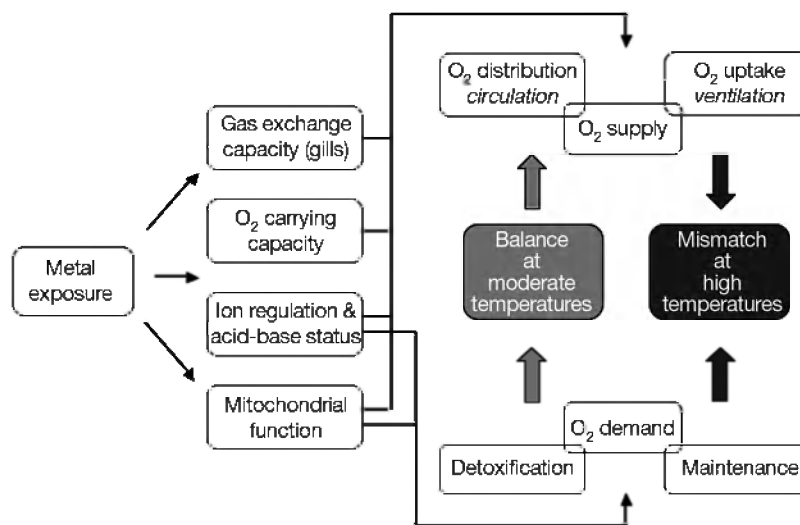 Metal
exposure
Gas exchange
capacity (gills)
O₂ carrying
capacity
Ion regulation &
acid-base status
Mitochondrial
function
O₂ distribution
circulation
O₂ uptake
ventilation
O₂ supply
Balance
at
moderate
temperatures
Mismatch
at
high
temperatures
O₂ demand
Detoxification
Maintenance